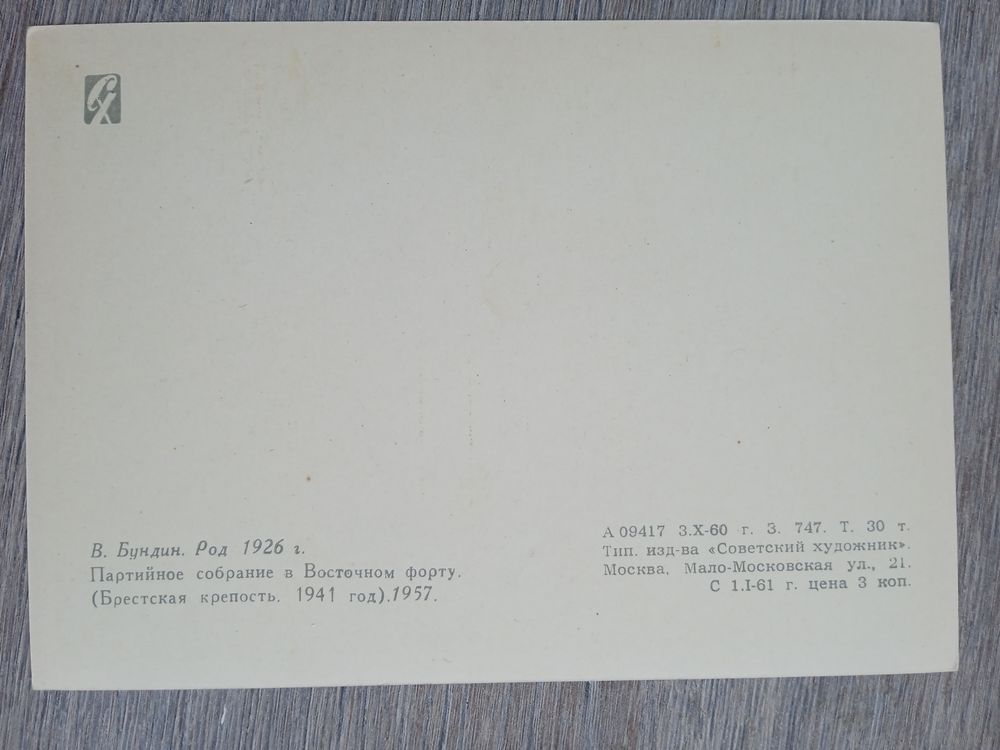 СХ
В. Бундин. Род 1926 г.
Партийное собрание в Восточном форту.
(Брестская крепость. 1941 год).1957.
А 09417 3.X-60 г. З. 747. Т. 30 т.
Тип. изд-ва «Советский художник».
Москва, Мало-Московская ул., 21.
С 1.I-61 г. цена 3 коп.